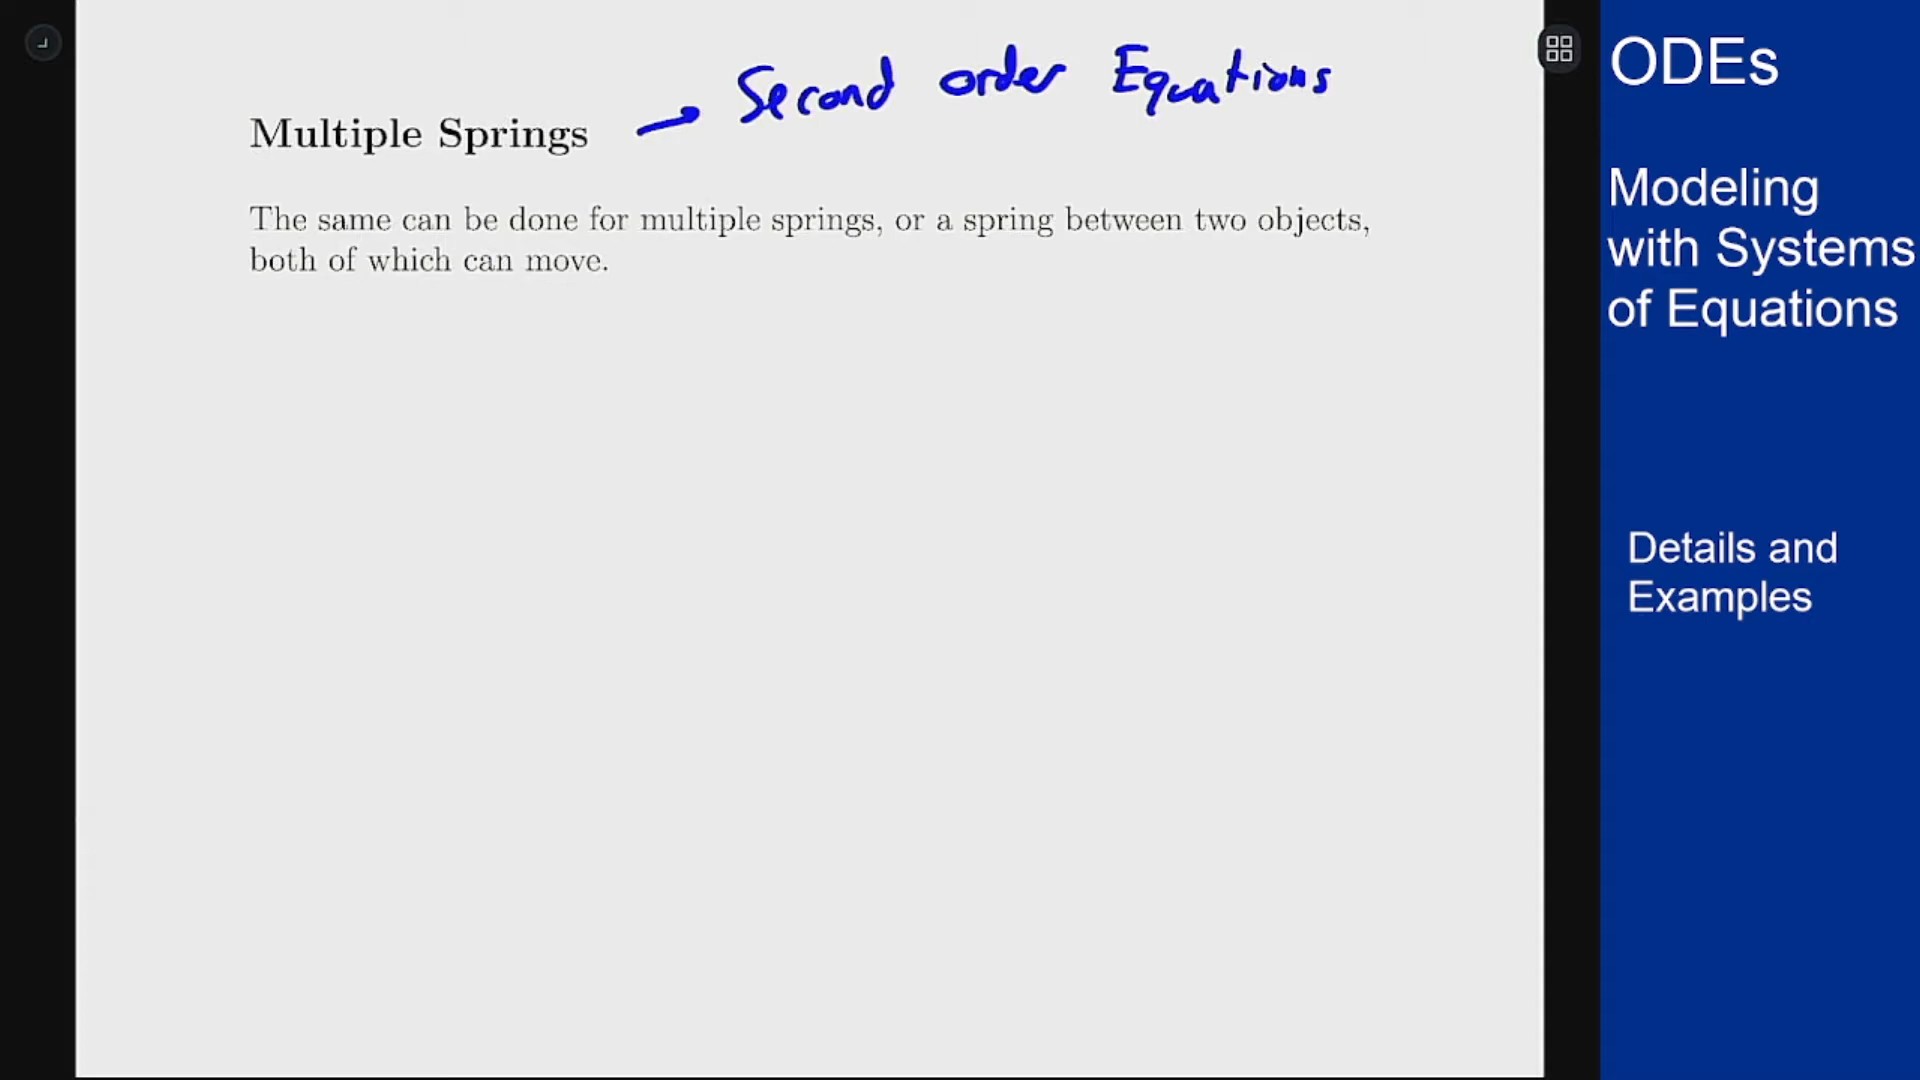 Second order Equations
Multiple Springs
The same can be done for multiple springs, or a spring between two objects,
both of which can move.
ODEs
Modeling
with Systems
of Equations
Details and
Examples